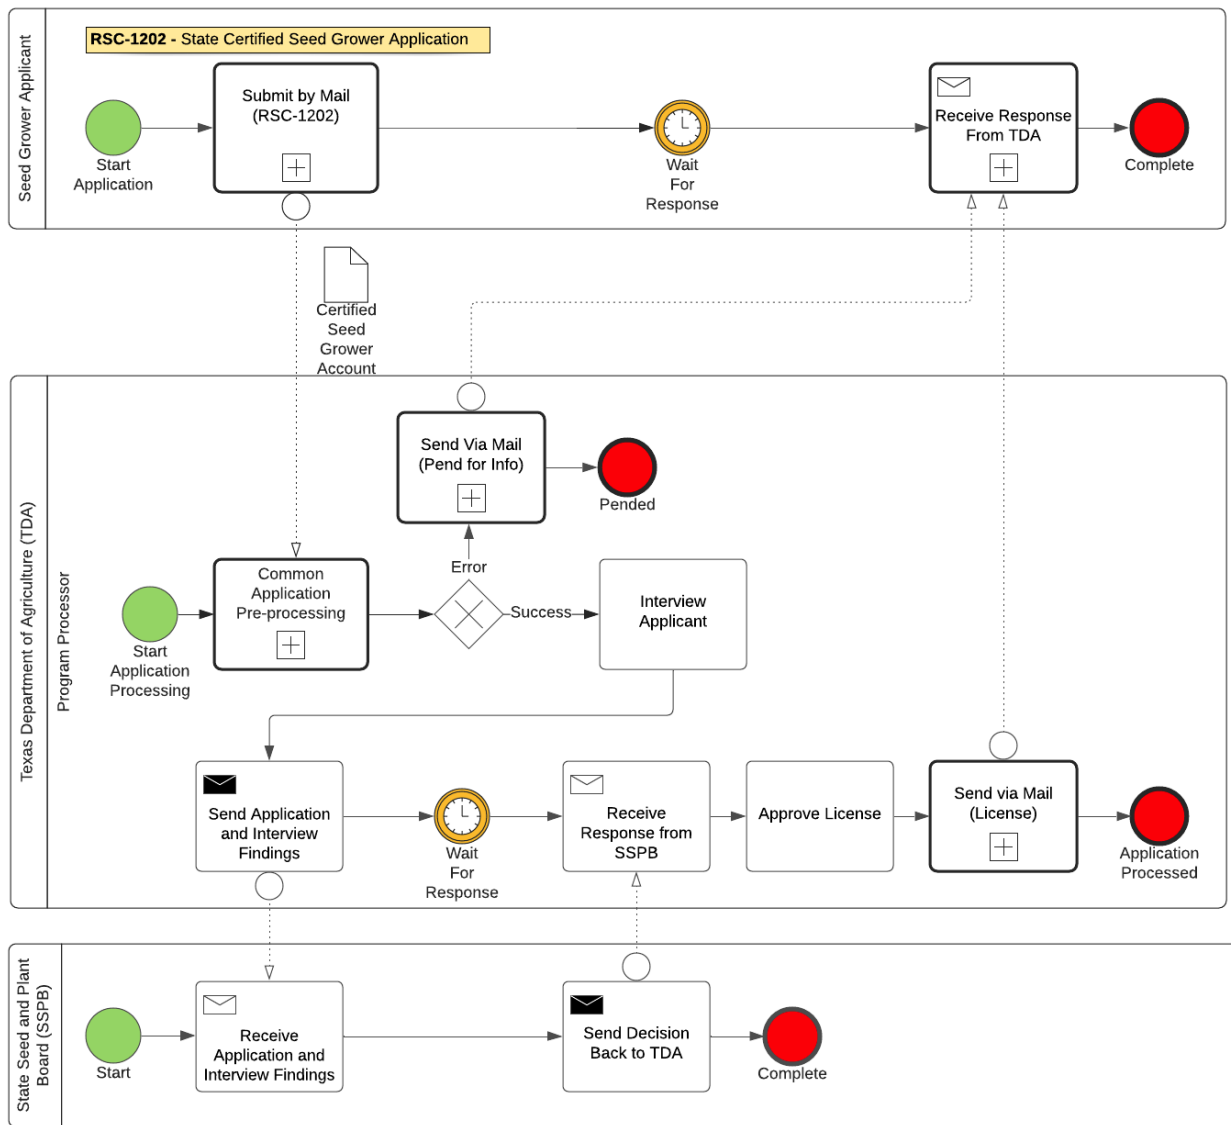 Seed Grower Applicant
RSC-1202 - State Certified Seed Grower Application
Start
Application
Submit by Mail
(RSC-1202)
Wait
For
Response
Receive Response
From TDA
Complete
Certified
Seed
Grower
Account
Texas Department of Agriculture (TDA)
Program Processor
Send Via Mail
(Pend for Info)
Pended
Error
Start
Application
Processing
Common
Application
Pre-processing
Success
Interview
Applicant
Send Application
and Interview
Findings
Wait
For
Response
Receive
Response from
SSPB
Approve License
Send via Mail
(License)
Application
Processed
State Seed and Plant
Board (SSPB)
Start
Receive
Application and
Interview Findings
Send Decision
Back to TDA
Complete